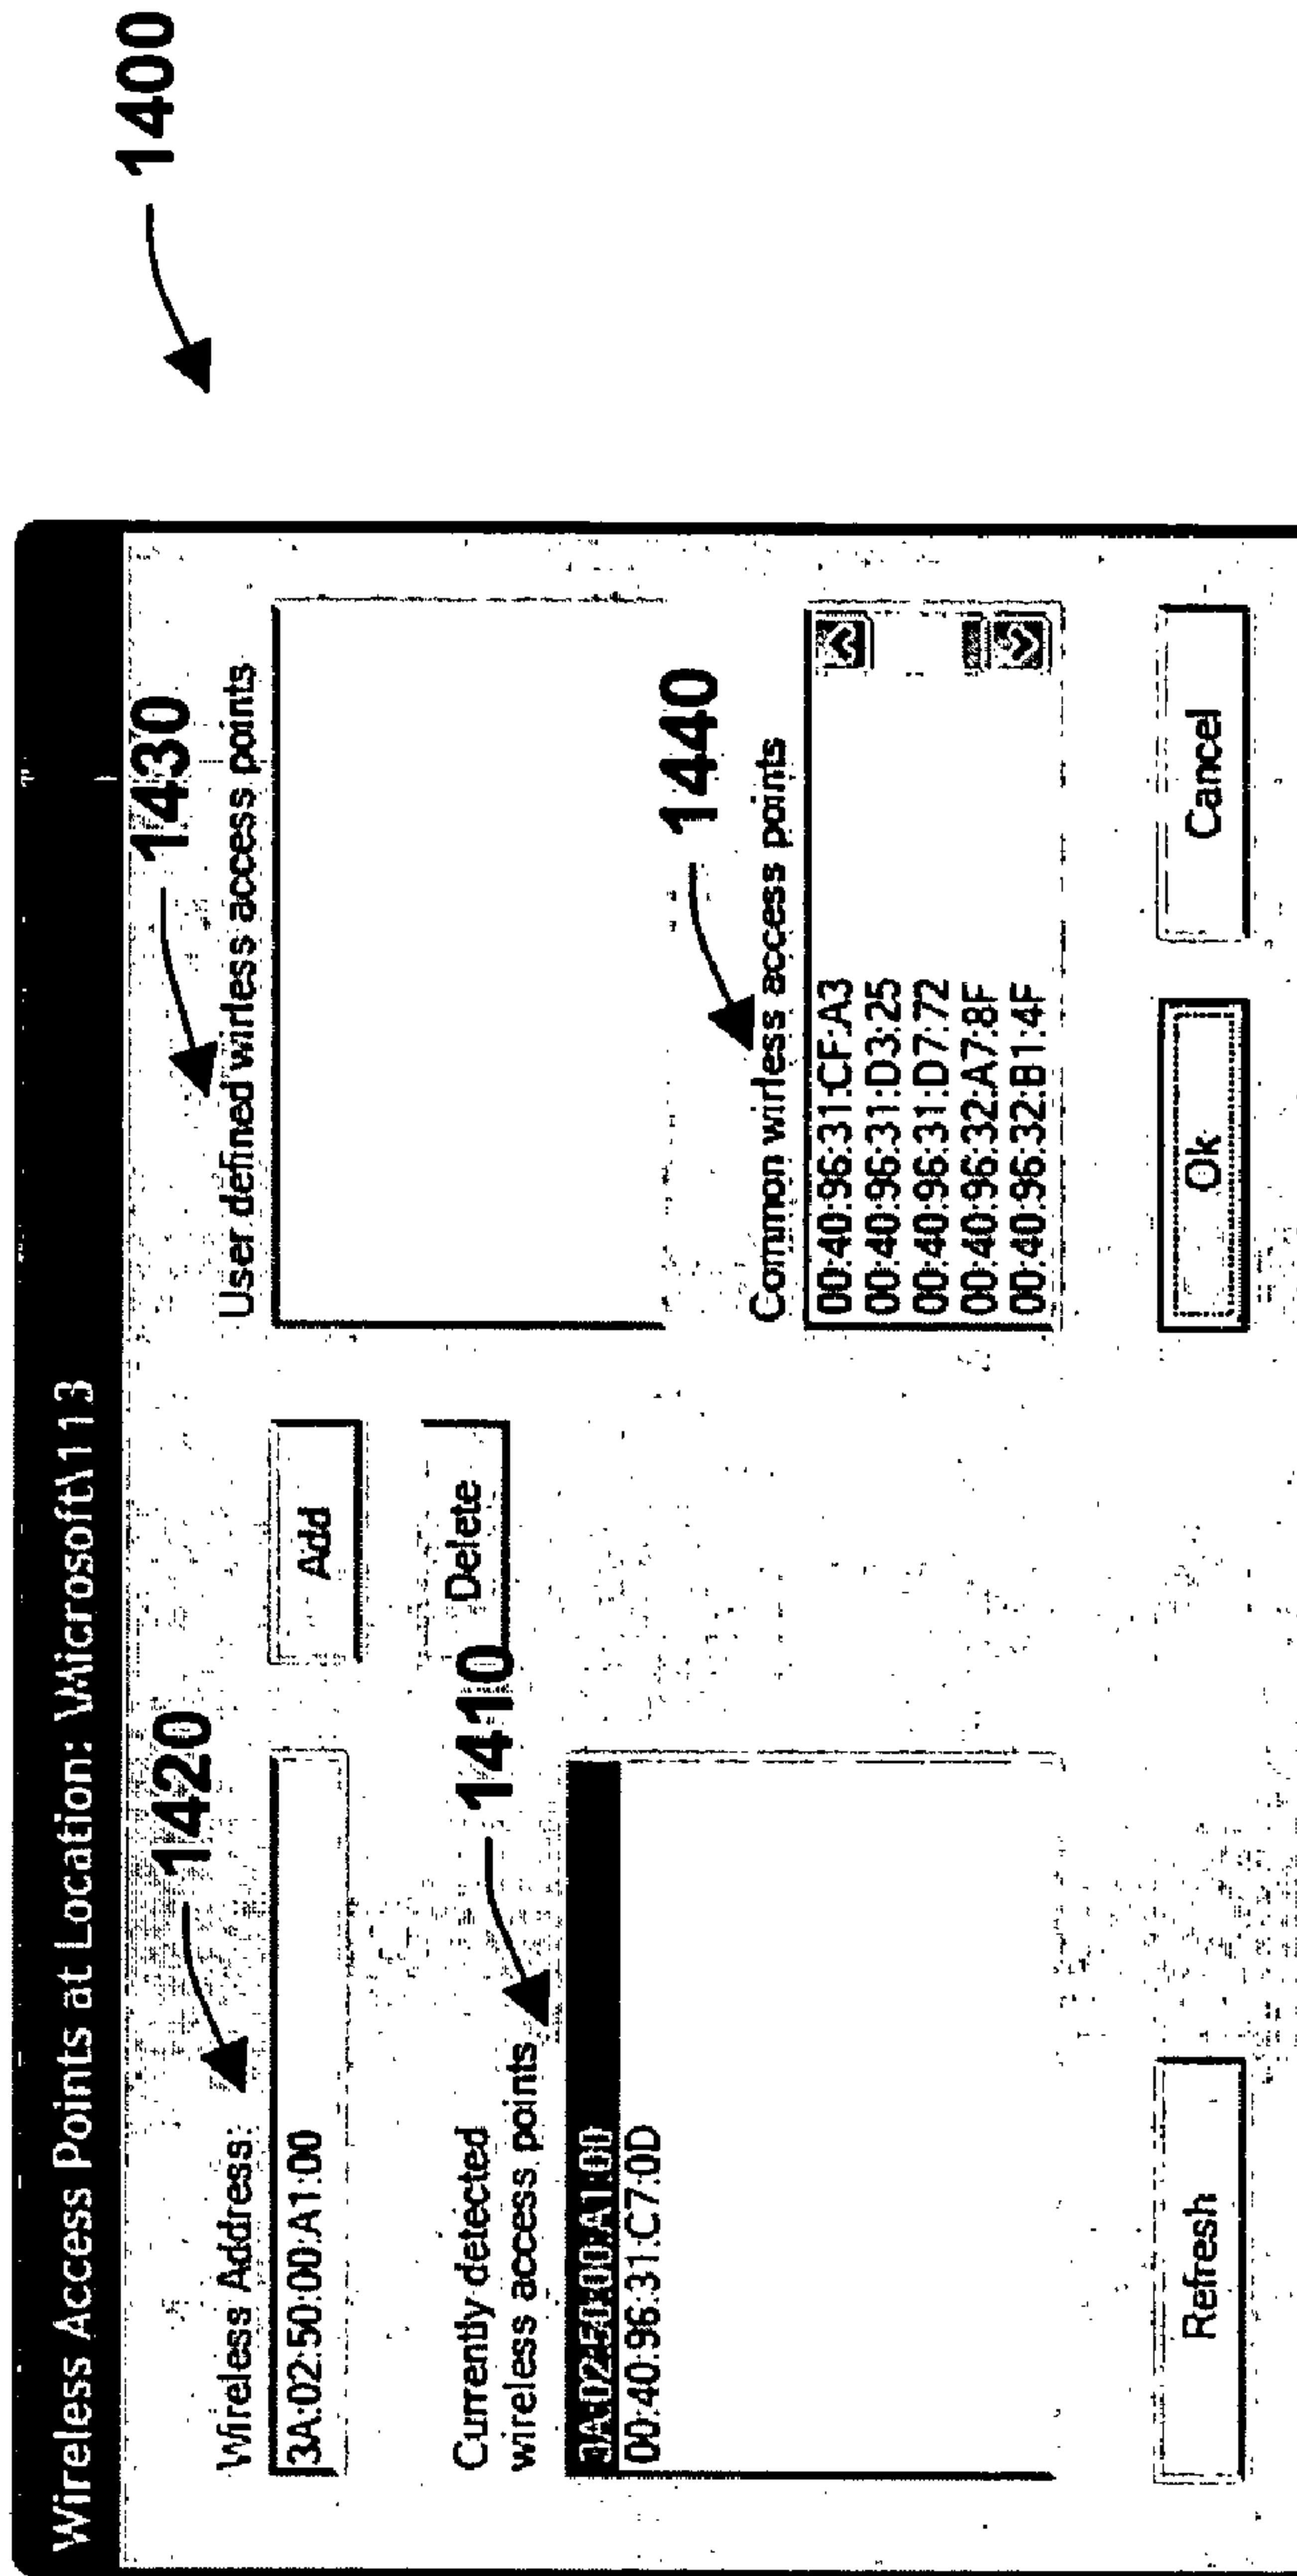 1400
Wireless Access Points at Location: \Microsoft\113
1420
1430
Wireless Address:
User defined wirless access points
3A:02:50:00:A1:00
Add
Delete
1410
1440
Currently detected
wireless access points
Common wirless access points
3A:02:50:00:A1:00
00:40:96:31:C7:0D
00:40:96:31:CF:A3
00:40:96:31:D3:25
00:40:96:31:D7:72
00:40:96:32:A7:8F
00:40:96:32:B1:4F
Refresh
Ok
Cancel